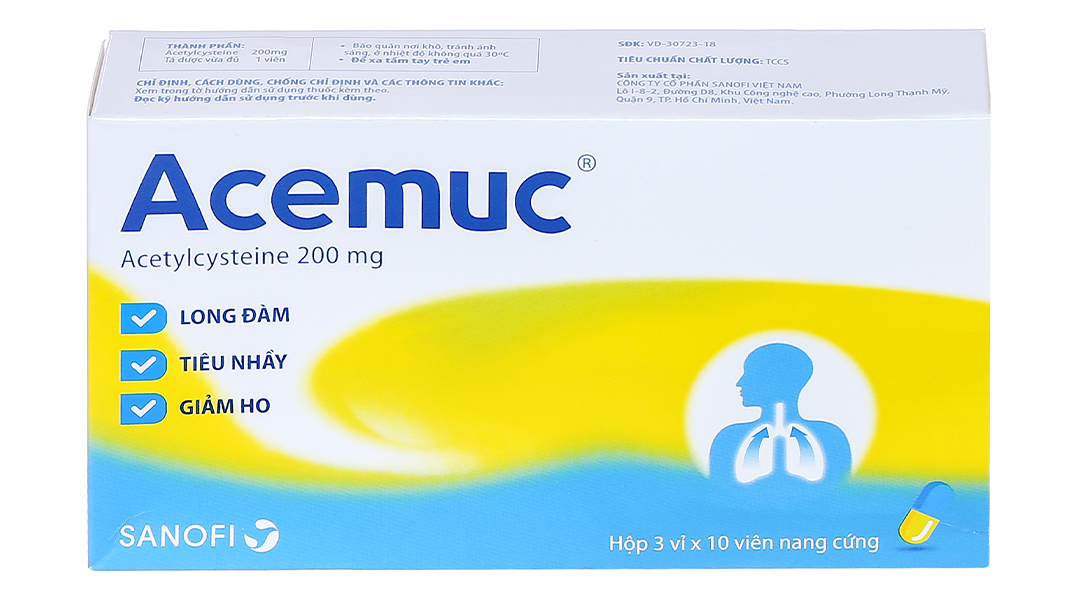 THÀNH PHẦN:
Acetylcysteine 200mg
Tá dược vừa đủ 1 viên
- Bảo quản nơi khô, tránh ánh
sáng, ở nhiệt độ không quá 30°C
- Để xa tầm tay trẻ em
CHỈ ĐỊNH, CÁCH DÙNG, CHỐNG CHỈ ĐỊNH VÀ CÁC THÔNG TIN KHÁC:
Xem trong tờ hướng dẫn sử dụng thuốc kèm theo.
Đọc kỹ hướng dẫn sử dụng trước khi dùng.
SĐK: VD-30723-18
TIÊU CHUẨN CHẤT LƯỢNG: TCCS
Sản xuất tại:
CÔNG TY CỔ PHẦN SANOFI VIỆT NAM
Lô I-8-2, Đường D8, Khu Công nghệ cao, Phường Long Thạnh Mỹ,
Quận 9, TP. Hồ Chí Minh, Việt Nam.
Acemuc®
Acetylcysteine 200 mg
LONG ĐÀM
TIÊU NHẦY
GIẢM HO
SANOFI
Hộp 3 vỉ x 10 viên nang cứng